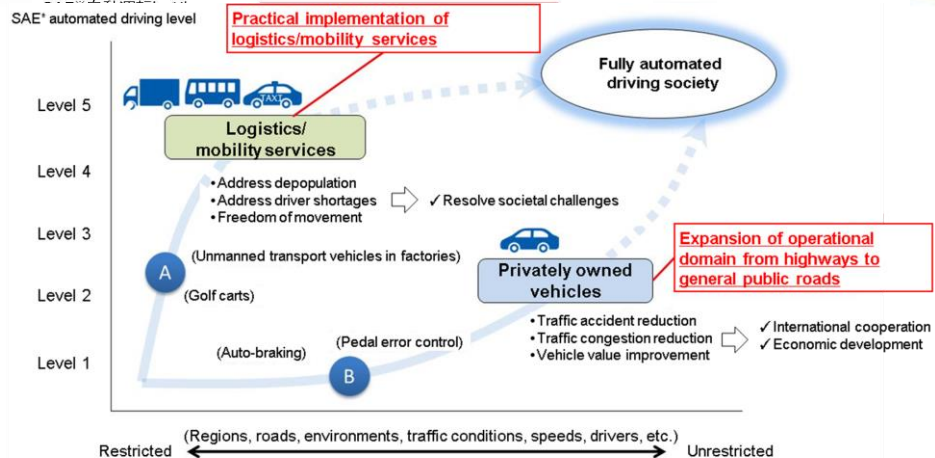 SAE* automated driving level
Practical implementation of
logistics/mobility services
Fully automated
driving society
Level 5
TAXI
Logistics/
mobility services
Level 4
•Address depopulation
•Address driver shortages
•Freedom of movement
✓Resolve societal challenges
Level 3
Expansion of operational
domain from highways to
general public roads
A
(Unmanned transport vehicles in factories)
Privately owned
vehicles
Level 2
(Golf carts)
•Traffic accident reduction
•Traffic congestion reduction
•Vehicle value improvement
✓International cooperation
✓Economic development
(Pedal error control)
(Auto-braking)
Level 1
B
(Regions, roads, environments, traffic conditions, speeds, drivers, etc.)
Restricted
Unrestricted